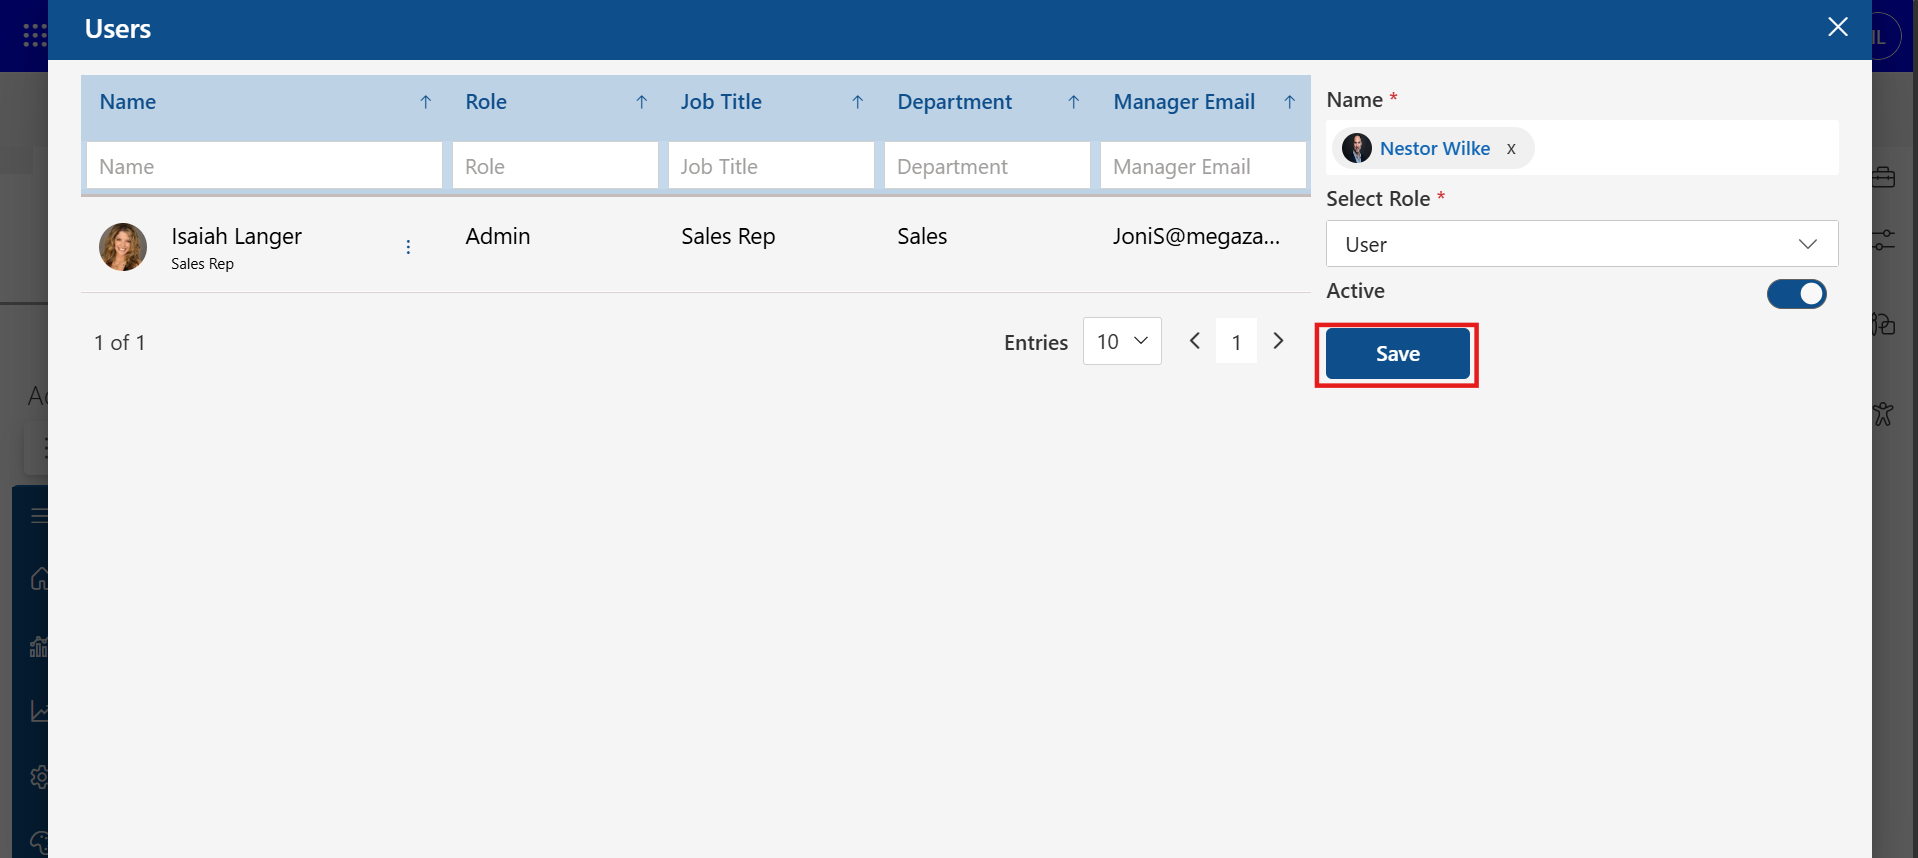 Users
IL
Name Role Job Title Department Manager Email
Name Role Job Title Department Manager Email
Isaiah Langer Admin Sales Rep Sales JoniS@megaza...
Sales Rep
1 of 1 Entries 10 1
Name *
Nestor Wilke x
Select Role *
User
Active
Save